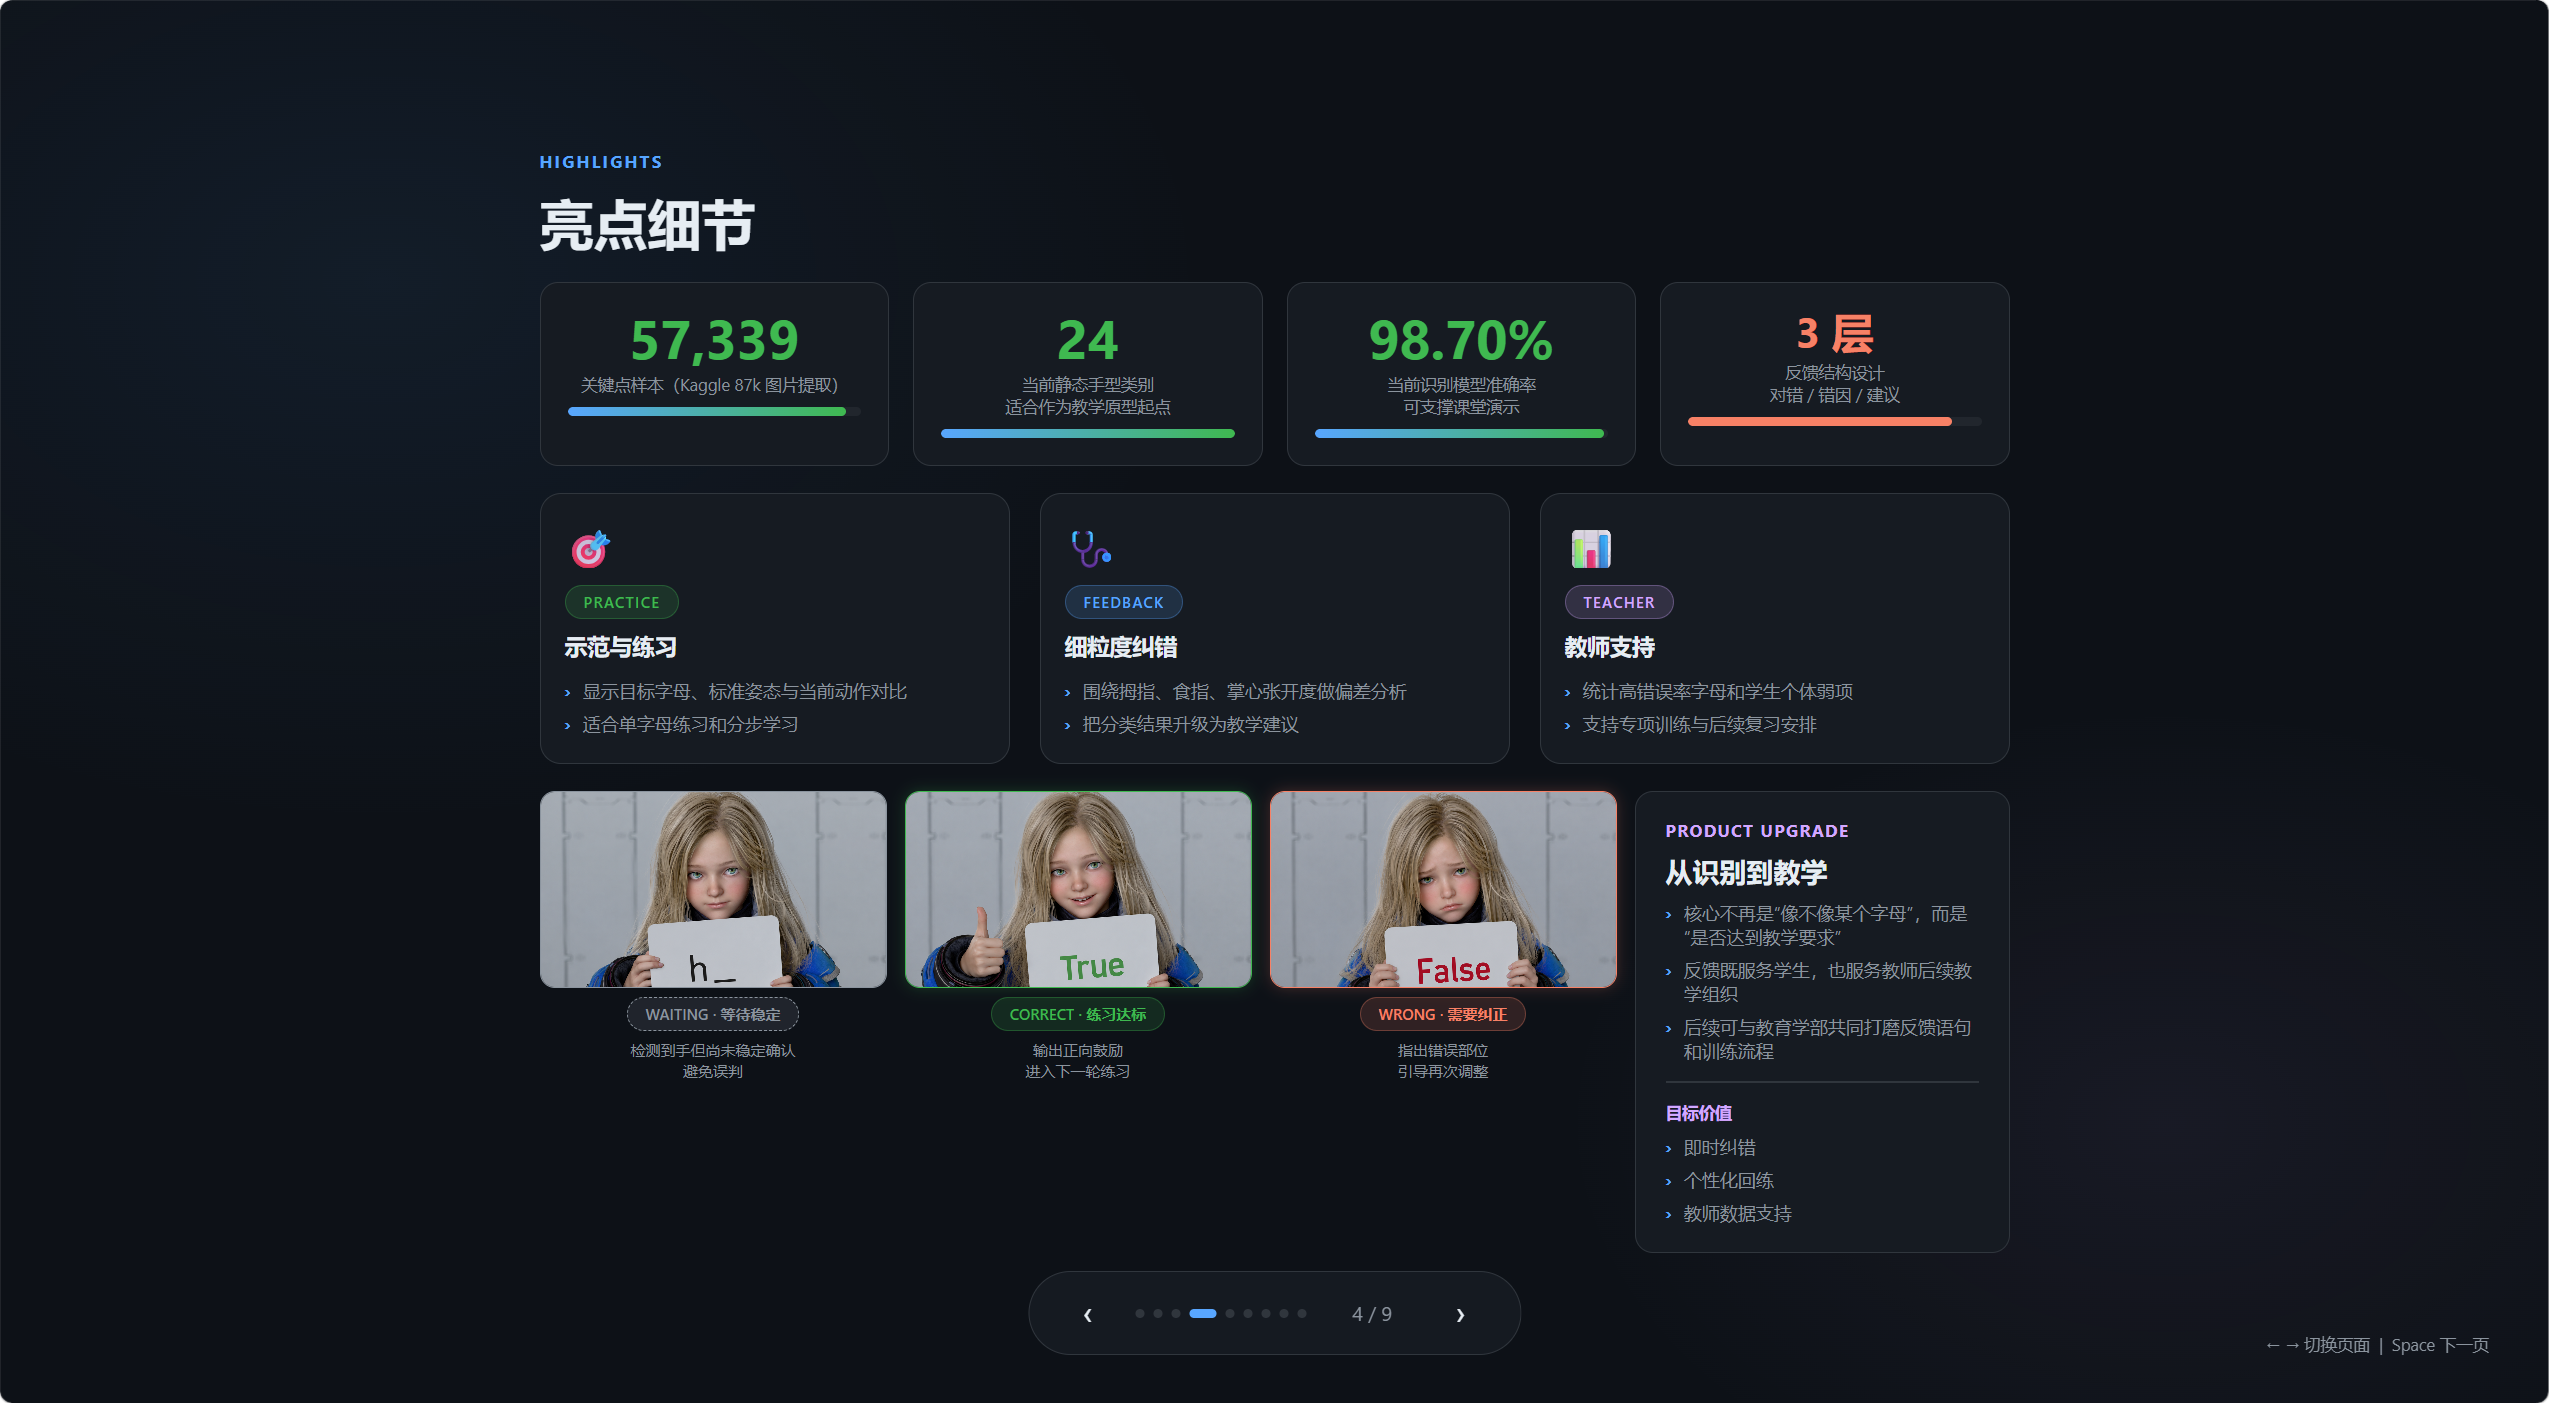 HIGHLIGHTS
亮点细节
57,339
关键点样本（Kaggle 87k 图片提取）
24
当前静态手型类别
适合作为教学原型起点
98.70%
当前识别模型准确率
可支撑课堂演示
3 层
反馈结构设计
对错 / 错因 / 建议
PRACTICE
示范与练习
› 显示目标字母、标准姿态与当前动作对比
› 适合单字母练习和分步学习
FEEDBACK
细粒度纠错
› 围绕拇指、食指、掌心张开度做偏差分析
› 把分类结果升级为教学建议
TEACHER
教师支持
› 统计高错误率字母和学生个体弱项
› 支持专项训练与后续复习安排
h_
WAITING · 等待稳定
检测到手但尚未稳定确认
避免误判
True
CORRECT · 练习达标
输出正向鼓励
进入下一轮练习
False
WRONG · 需要纠正
指出错误部位
引导再次调整
PRODUCT UPGRADE
从识别到教学
› 核心不再是“像不像某个字母”，而是
“是否达到教学要求”
› 反馈既服务学生，也服务教师后续教
学组织
› 后续可与教育学部共同打磨反馈语句
和训练流程
目标价值
› 即时纠错
› 个性化回练
› 教师数据支持
‹ 4 / 9 ›
← → 切换页面 | Space 下一页